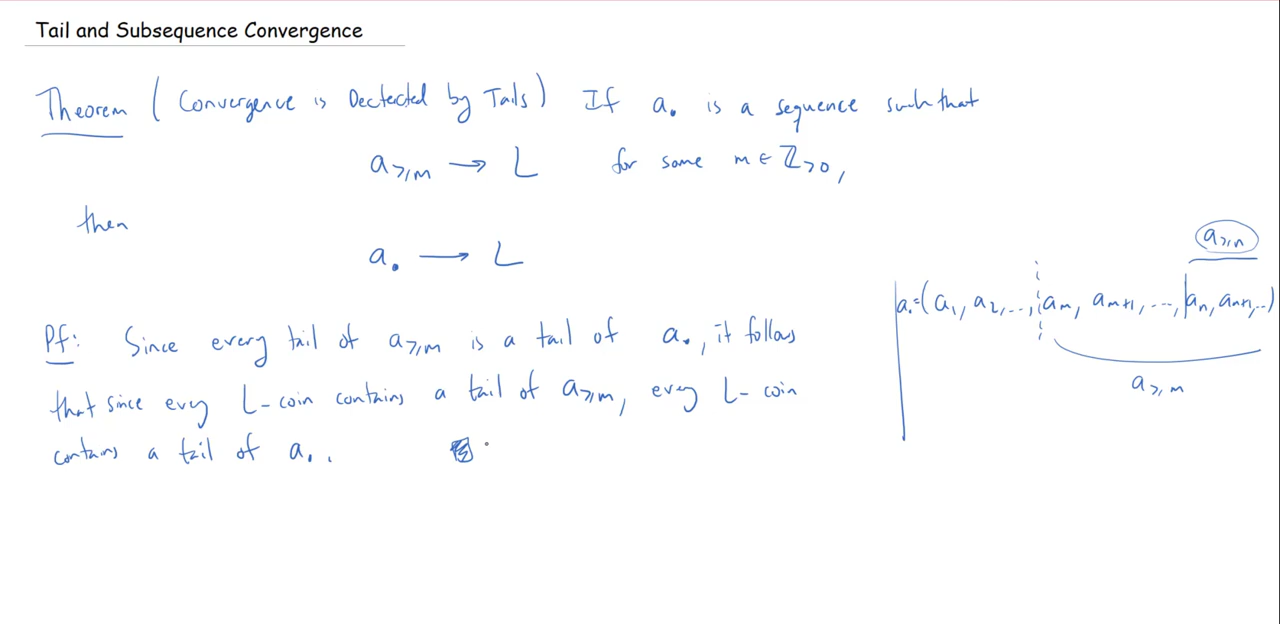 Tail and Subsequence Convergence
Theorem (Convergence is Dectected by Tails) If a. is a sequence such that
a≥m → L for some m ∈ ℤ>0,
then
a. → L
a≥n
a. = (a1, a2, ..., am, am+1, ..., an, an+1, ..)
a≥m
Pf: Since every tail of a≥m is a tail of a., it follows
that since evry L-coin contains a tail of a≥m, every L-coin
contains a tail of a..